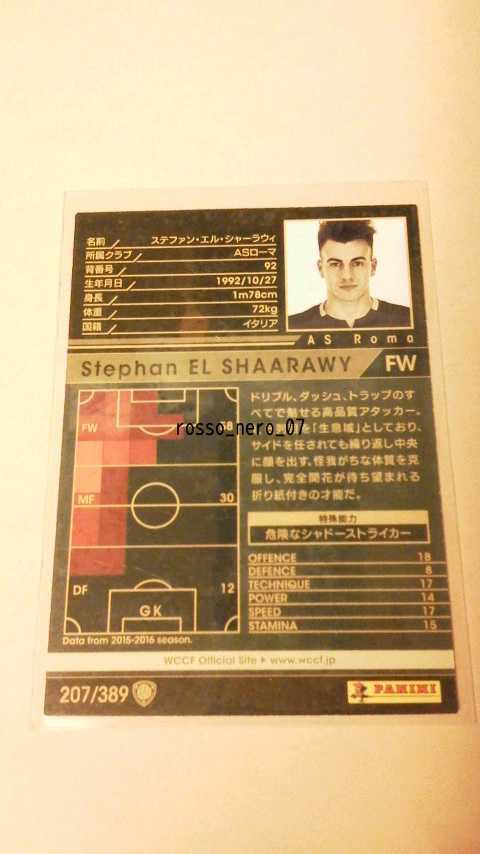 名前 ステファン・エル・シャーラウィ
所属クラブ ASローマ
背番号 92
生年月日 1992/10/27
身長 1m78cm
体重 72kg
国籍 イタリア
AS Roma
Stephan EL SHAARAWY FW
FW
MF 30
DF 12
GK
Data from 2015-2016 season.
rosso_nero_07
ドリブル、ダッシュ、トラップのす
べてで魅せる高品質アタッカー。
を「生息域」としており、
サイドを任されても繰り返し中央
に顔を出す。怪我がちな体質を克
服し、完全開花が待ち望まれる
折り紙付きの才能だ。
特殊能力
危険なシャドーストライカー
OFFENCE 18
DEFENCE 8
TECHNIQUE 17
POWER 14
SPEED 17
STAMINA 15
WCCF Official Site www.wccf.jp
207/389
PANINI